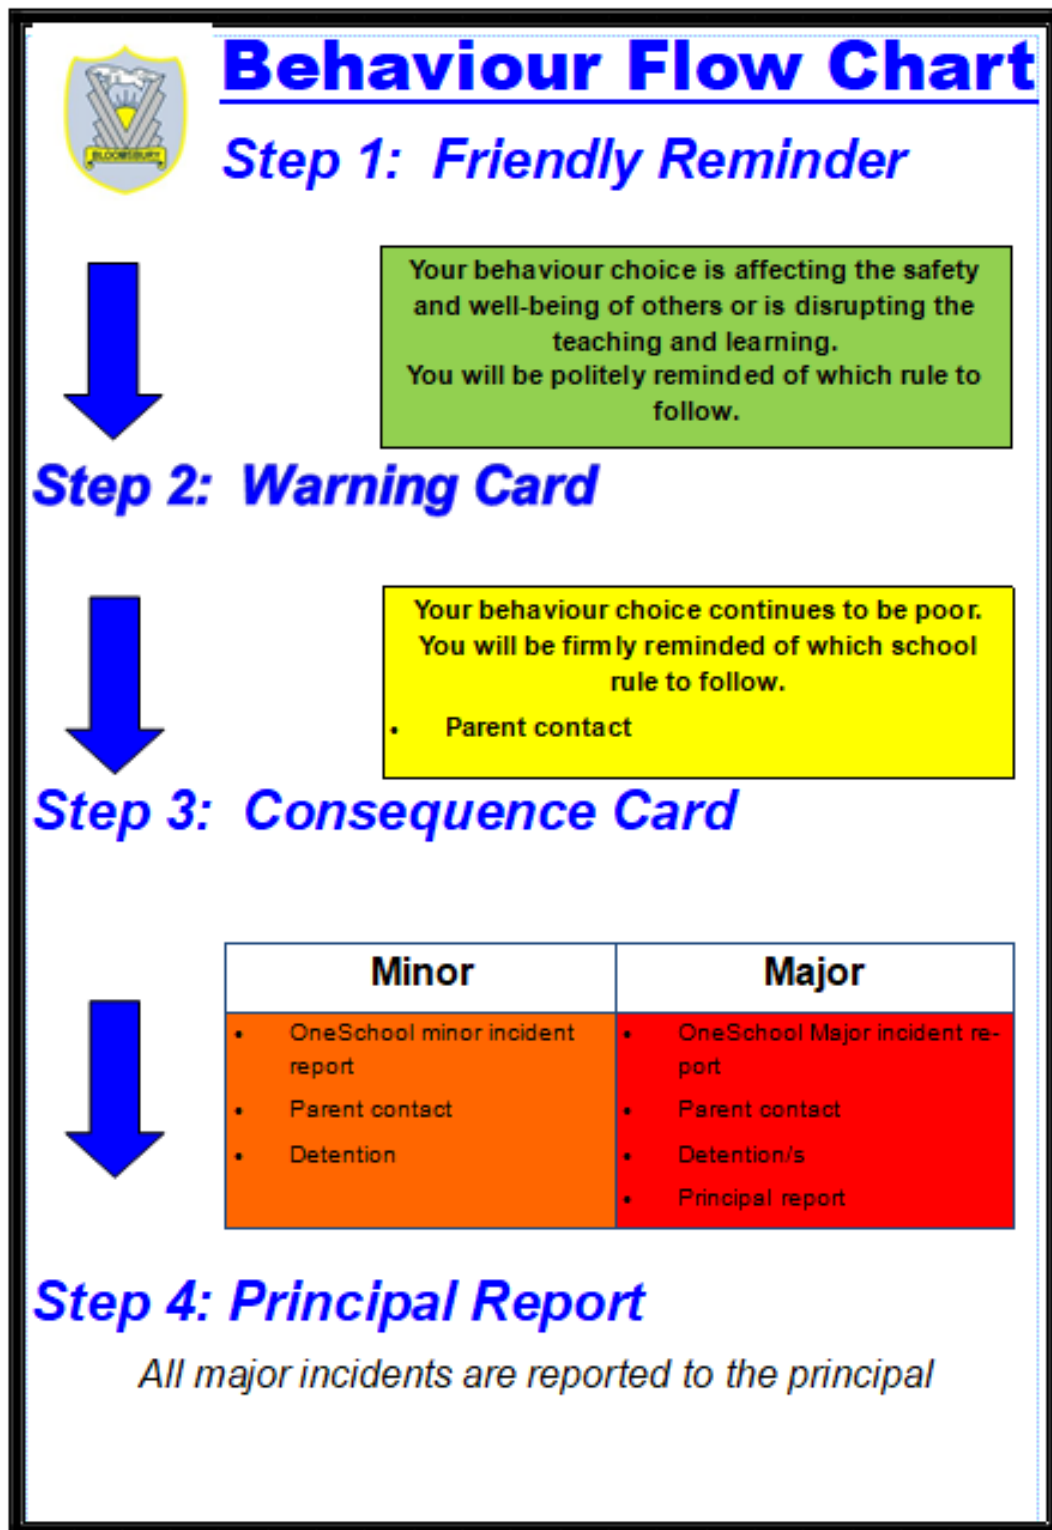 Behaviour Flow Chart
BLOOMSBURY
Step 1: Friendly Reminder
Your behaviour choice is affecting the safety
and well-being of others or is disrupting the
teaching and learning.
You will be politely reminded of which rule to
follow.
Step 2: Warning Card
Your behaviour choice continues to be poor.
You will be firmly reminded of which school
rule to follow.
• Parent contact
Step 3: Consequence Card
Minor
• OneSchool minor incident
report
• Parent contact
• Detention
Major
• OneSchool Major incident re-
port
• Parent contact
• Detention/s
• Principal report
Step 4: Principal Report
All major incidents are reported to the principal